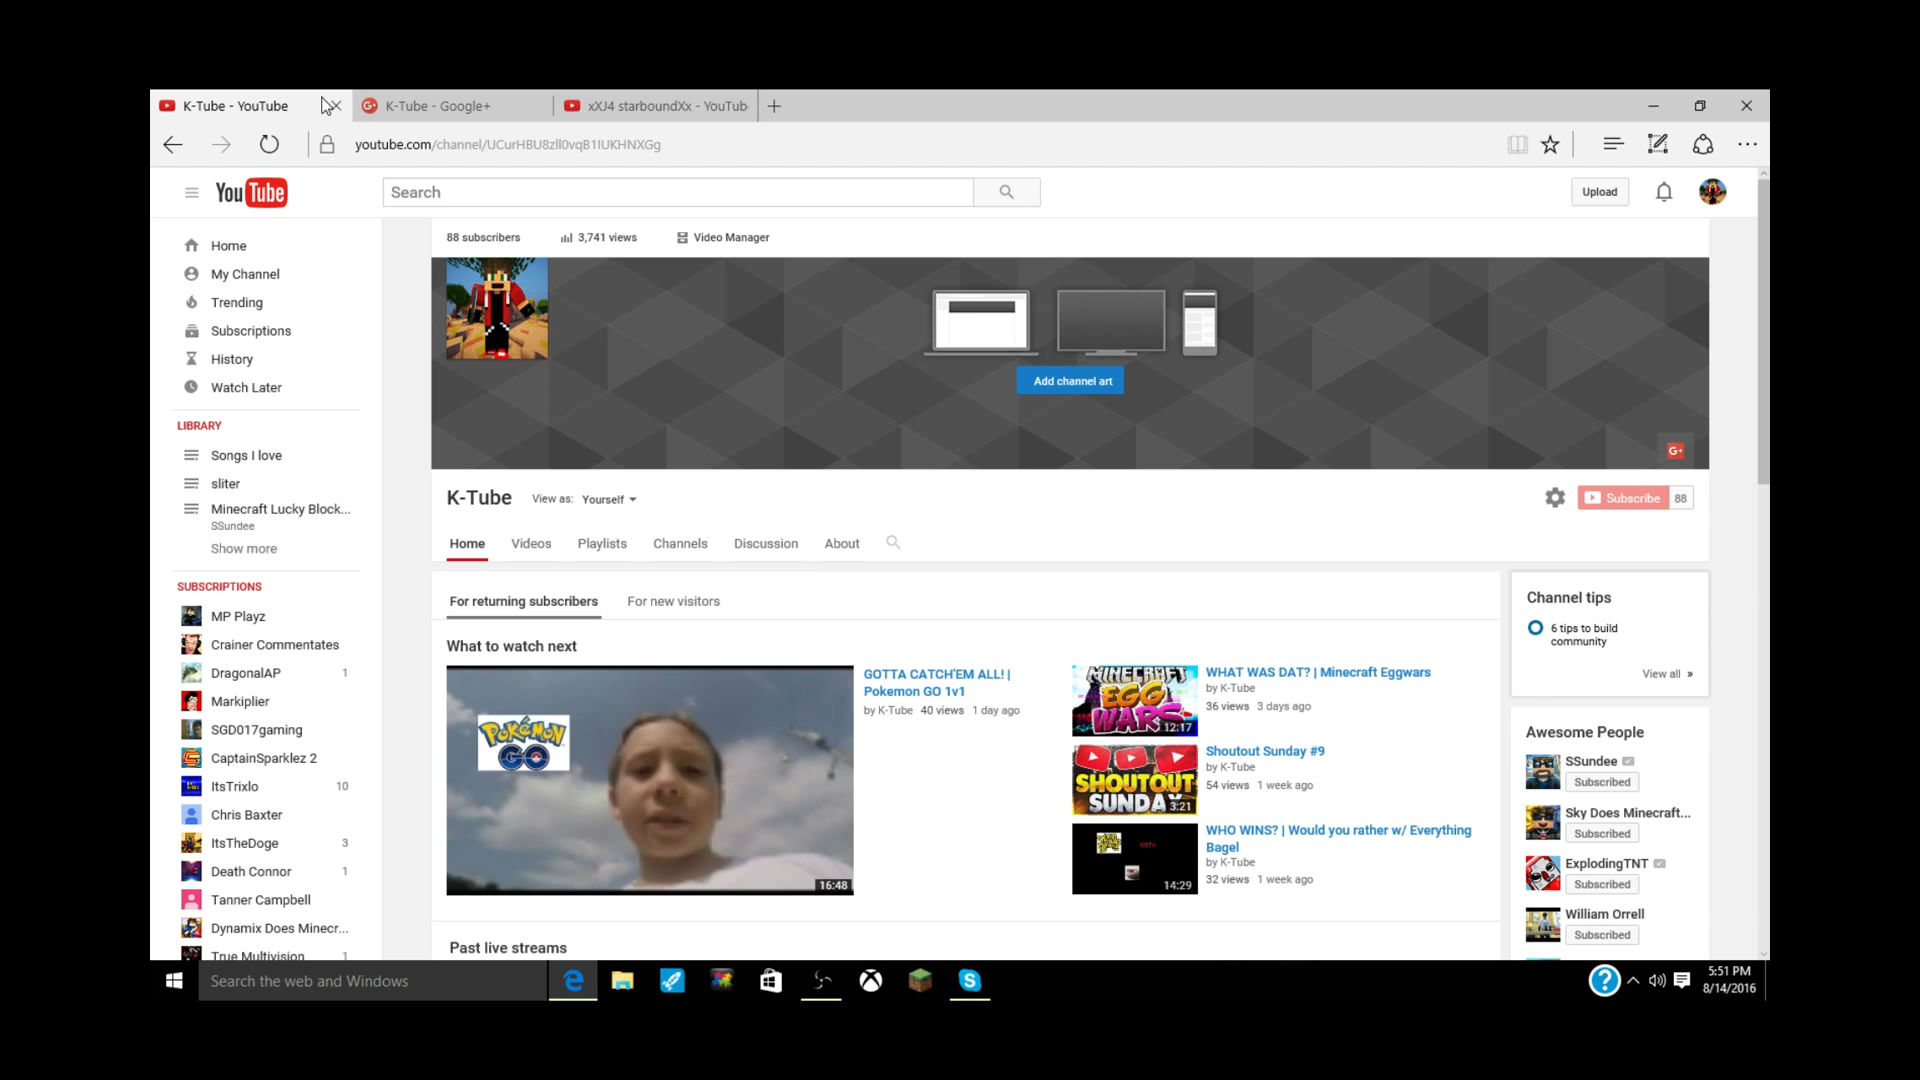 K-Tube - YouTube
K-Tube - Google+
xXJ4 starboundXx - YouTub
youtube.com/channel/UCurHBU8zll0vqB1IUKHNXGg
YouTube
Search
Upload
Home
My Channel
Trending
Subscriptions
History
Watch Later
LIBRARY
Songs I love
sliter
Minecraft Lucky Block...
SSundee
Show more
SUBSCRIPTIONS
MP Playz
Crainer Commentates
DragonalAP 1
Markiplier
SGD017gaming
CaptainSparklez 2
ItsTrixlo 10
Chris Baxter
ItsTheDoge 3
Death Connor 1
Tanner Campbell
Dynamix Does Minecr...
True Multivision 1
88 subscribers
3,741 views
Video Manager
Add channel art
G+
K-Tube
View as: Yourself
Subscribe 88
Home
Videos
Playlists
Channels
Discussion
About
For returning subscribers
For new visitors
What to watch next
POKÉMON
GO
16:48
GOTTA CATCH'EM ALL! |
Pokemon GO 1v1
by K-Tube 40 views 1 day ago
MINECRAFT
EGG
WARS
12:17
WHAT WAS DAT? | Minecraft Eggwars
by K-Tube
36 views 3 days ago
SHOUTOUT
SUNDAY
3:21
Shoutout Sunday #9
by K-Tube
54 views 1 week ago
14:29
WHO WINS? | Would you rather w/ Everything
Bagel
by K-Tube
32 views 1 week ago
Past live streams
Channel tips
6 tips to build
community
View all »
Awesome People
SSundee
Subscribed
Sky Does Minecraft...
Subscribed
ExplodingTNT
Subscribed
William Orrell
Subscribed
Search the web and Windows
5:51 PM
8/14/2016